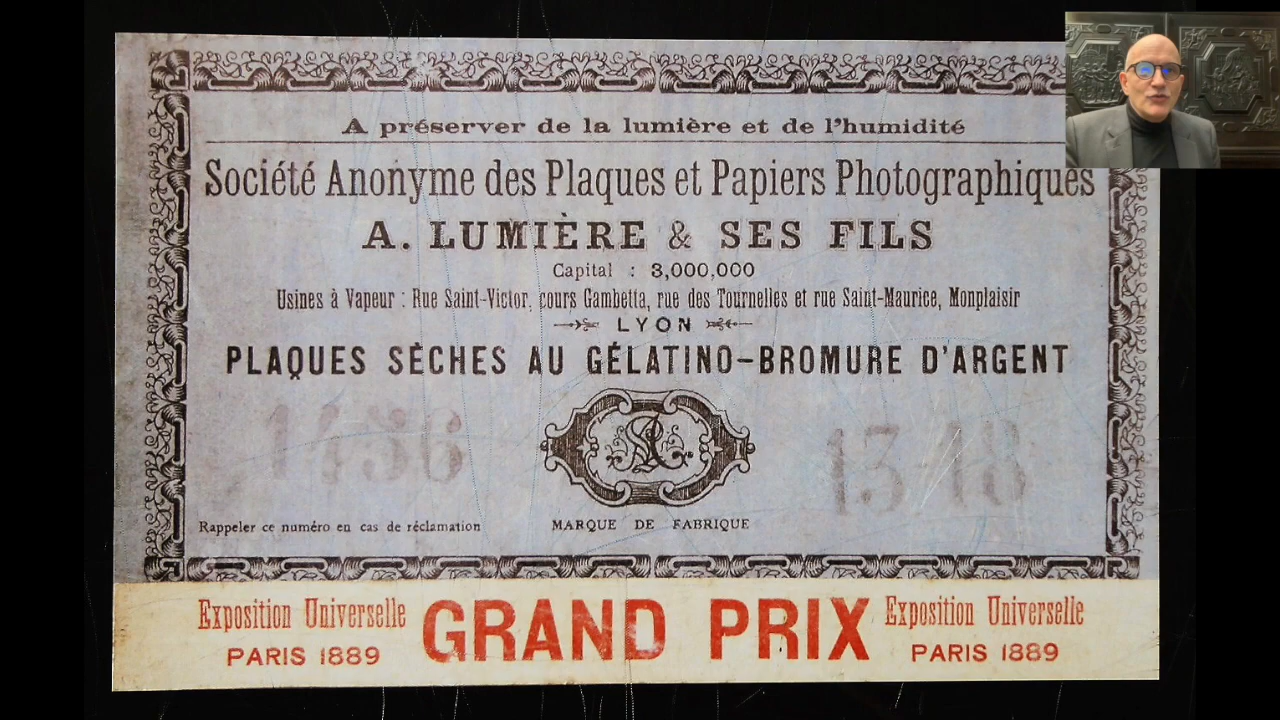 A préserver de la lumière et de l'humidité
Société Anonyme des Plaques et Papiers Photographiques
A. LUMIÈRE & SES FILS
Capital : 3,000,000
Usines à Vapeur : Rue Saint-Victor, cours Gambetta, rue des Tournelles et rue Saint-Maurice, Monplaisir
LYON
PLAQUES SÈCHES AU GÉLATINO-BROMURE D'ARGENT
1436 13-18
Rappeler ce numéro en cas de réclamation
MARQUE DE FABRIQUE
Exposition Universelle PARIS 1889
GRAND PRIX
Exposition Universelle PARIS 1889